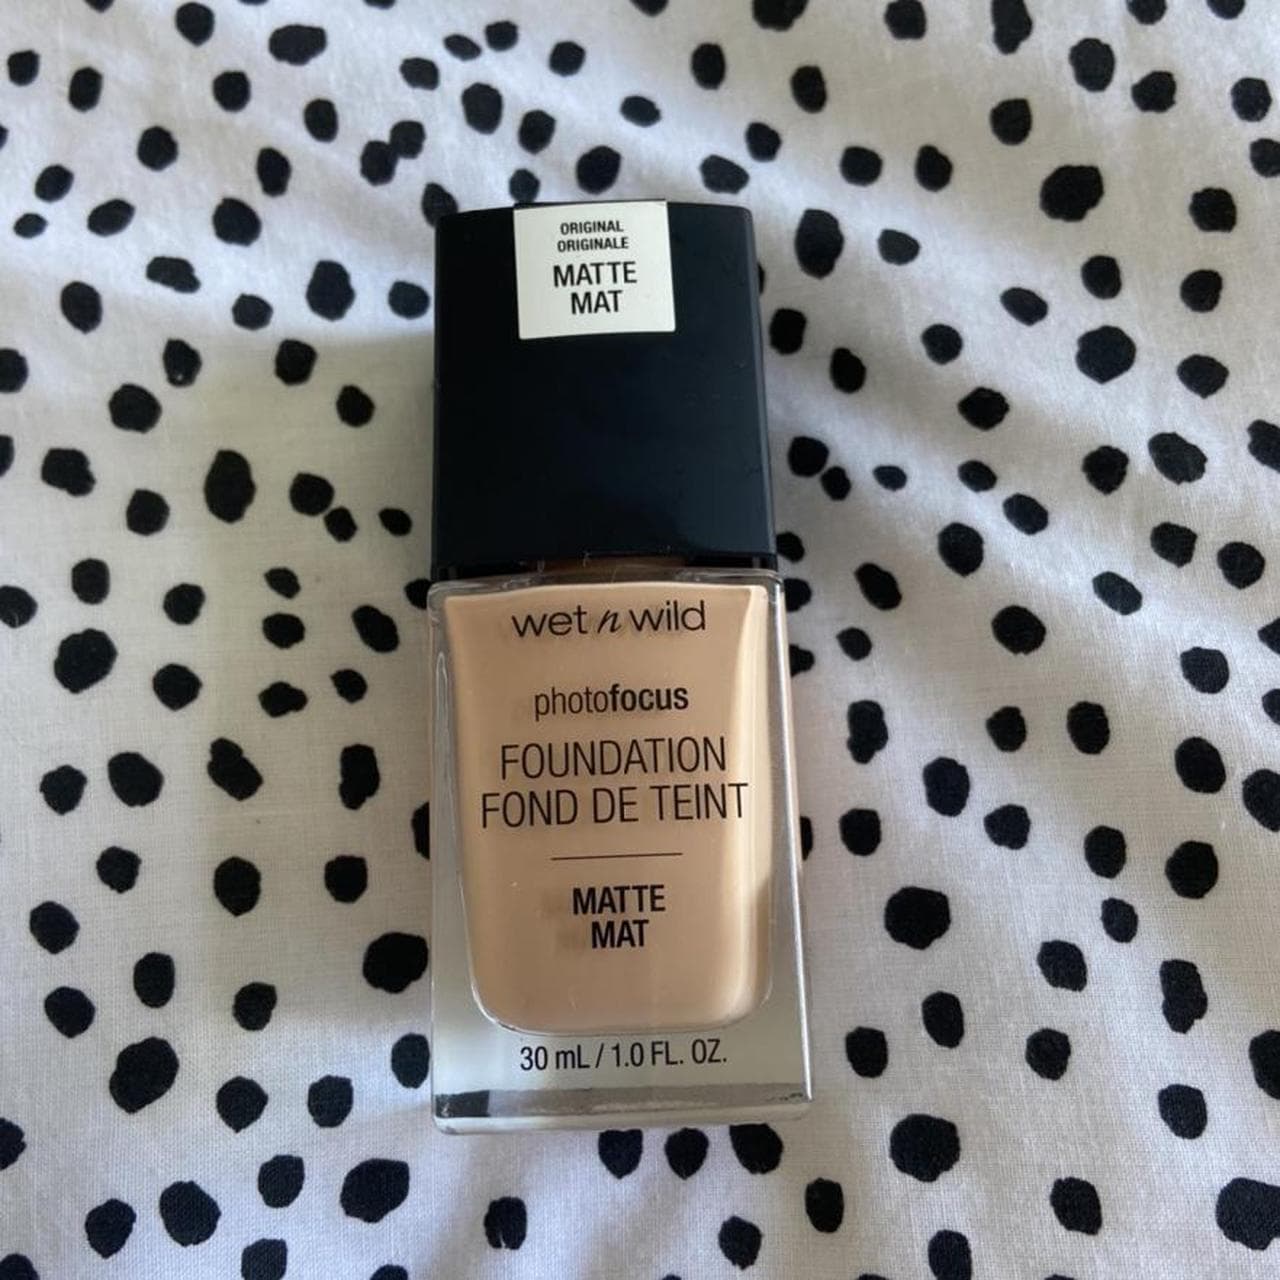 ORIGINAL
ORIGINALE
MATTE
MAT
wet n wild
photofocus
FOUNDATION
FOND DE TEINT
MATTE
MAT
30 mL / 1.0 FL. OZ.